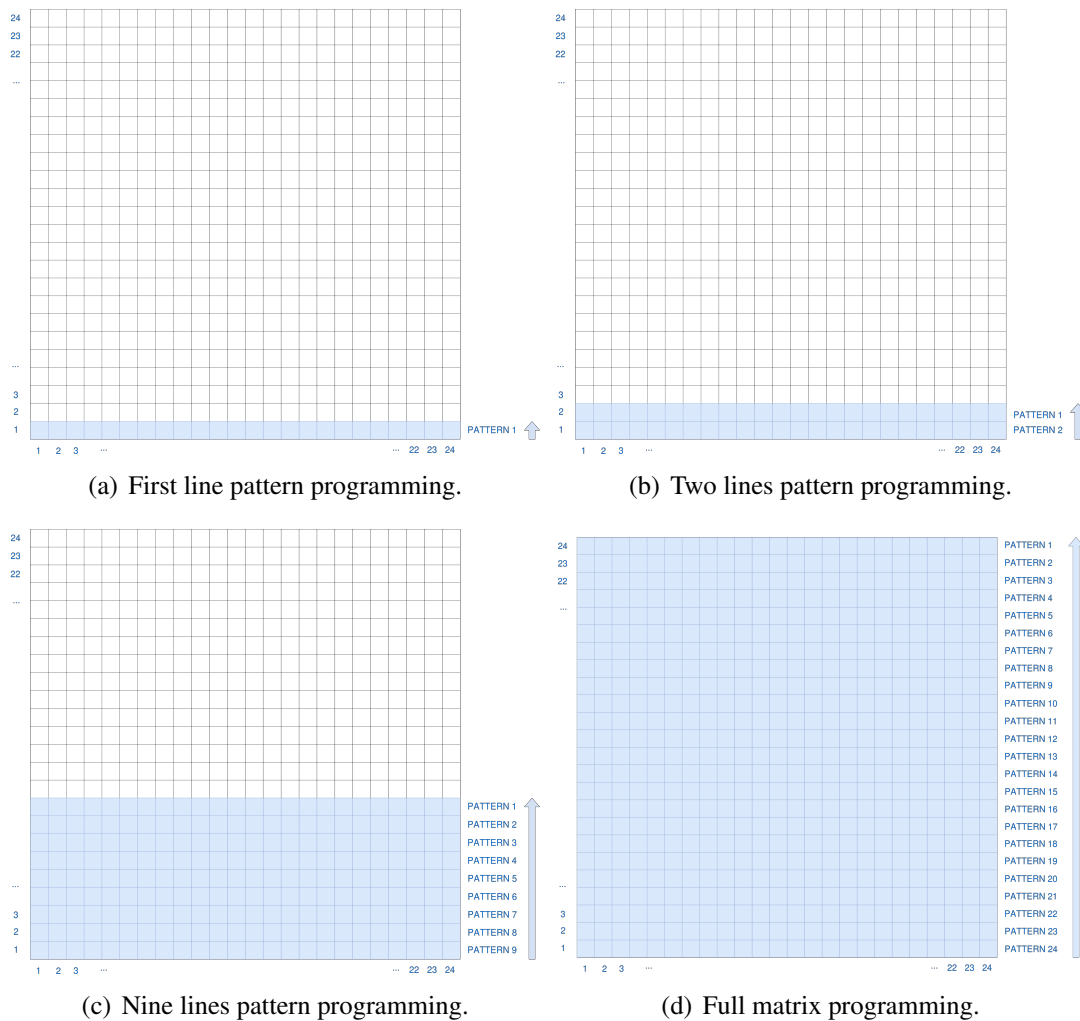 24
23
22
...
...
3
2
1
PATTERN 1
1 2 3 ... ... 22 23 24
(a) First line pattern programming.
24
23
22
...
...
3
2
1
PATTERN 1
PATTERN 2
1 2 3 ... ... 22 23 24
(b) Two lines pattern programming.
24
23
22
...
...
3
2
1
PATTERN 1
PATTERN 2
PATTERN 3
PATTERN 4
PATTERN 5
PATTERN 6
PATTERN 7
PATTERN 8
PATTERN 9
1 2 3 ... ... 22 23 24
(c) Nine lines pattern programming.
24
23
22
...
...
3
2
1
PATTERN 1
PATTERN 2
PATTERN 3
PATTERN 4
PATTERN 5
PATTERN 6
PATTERN 7
PATTERN 8
PATTERN 9
PATTERN 10
PATTERN 11
PATTERN 12
PATTERN 13
PATTERN 14
PATTERN 15
PATTERN 16
PATTERN 17
PATTERN 18
PATTERN 19
PATTERN 20
PATTERN 21
PATTERN 22
PATTERN 23
PATTERN 24
1 2 3 ... ... 22 23 24
(d) Full matrix programming.